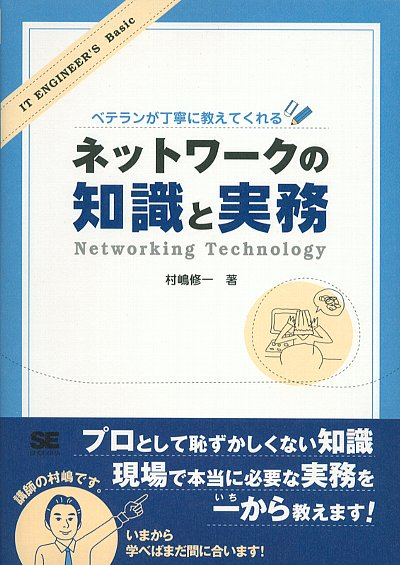 IT ENGINEER'S Basic
ベテランが丁寧に教えてくれる
ネットワークの
知識と実務
Networking Technology
村嶋修一 著
SE
SHOEISHA
プロとして恥ずかしくない知識
現場で本当に必要な実務を
いち
一から教えます!
講師の村嶋です。
いまから
学べばまだ間に合います!